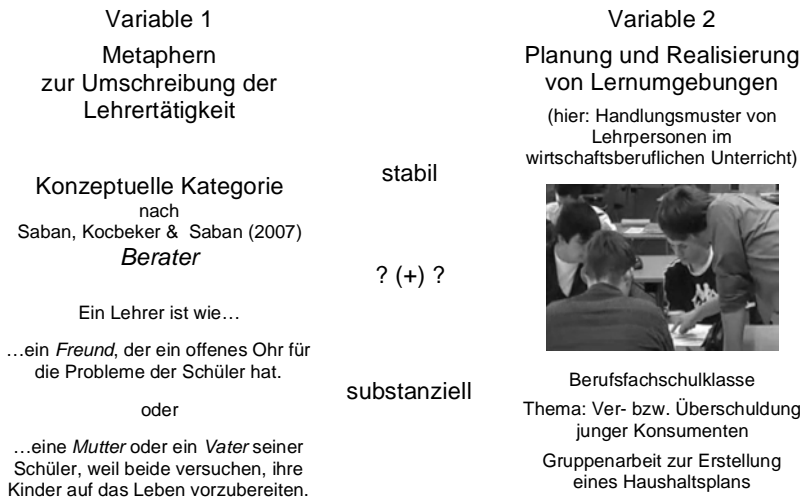 Variable 1
Metaphern
zur Umschreibung der
Lehrertätigkeit
Konzeptuelle Kategorie
nach
Saban, Kocbeker & Saban (2007)
Berater
Ein Lehrer ist wie…
…ein Freund, der ein offenes Ohr für
die Probleme der Schüler hat.
oder
…eine Mutter oder ein Vater seiner
Schüler, weil beide versuchen, ihre
Kinder auf das Leben vorzubereiten.
stabil
? (+) ?
substanziell
Variable 2
Planung und Realisierung
von Lernumgebungen
(hier: Handlungsmuster von
Lehrpersonen im
wirtschaftsberuflichen Unterricht)
Berufsfachschulklasse
Thema: Ver- bzw. Überschuldung
junger Konsumenten
Gruppenarbeit zur Erstellung
eines Haushaltsplans